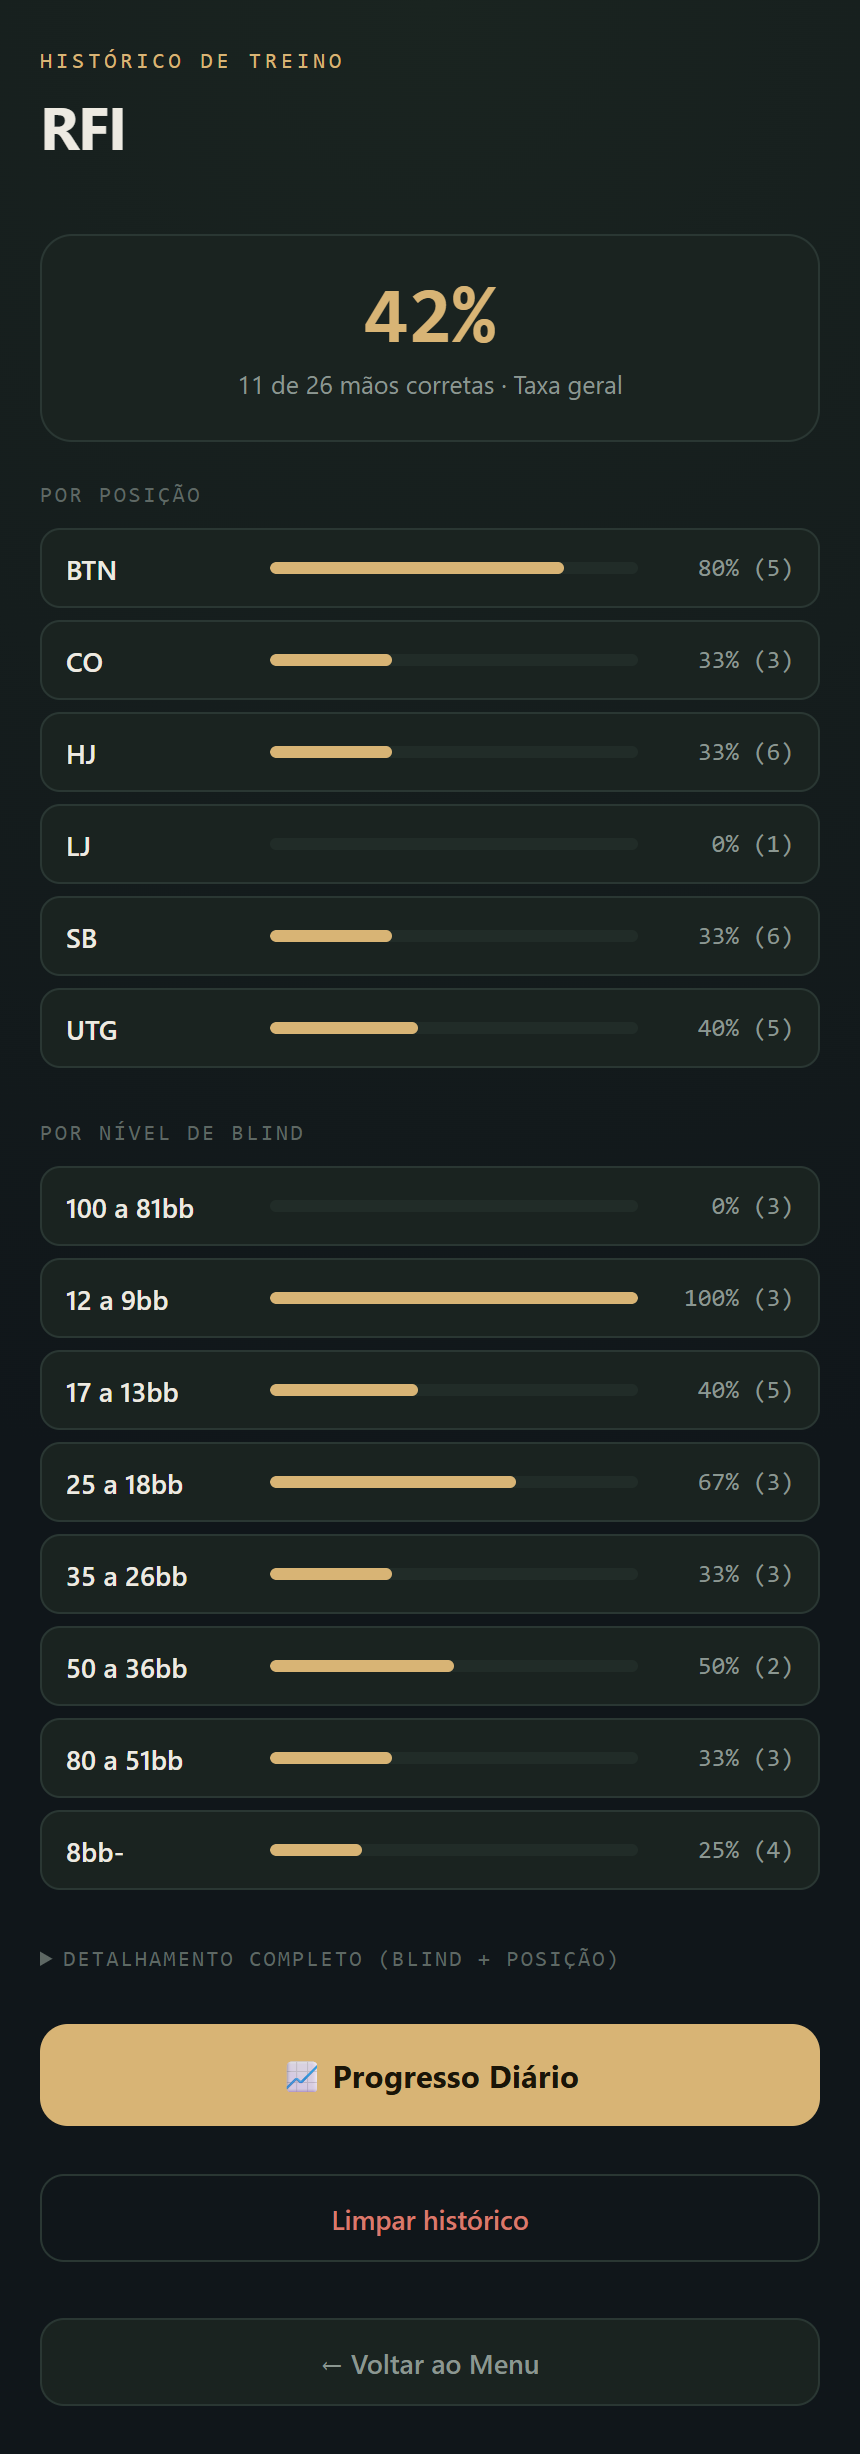 HISTÓRICO DE TREINO
RFI
42%
11 de 26 mãos corretas · Taxa geral
POR POSIÇÃO
BTN 80% (5)
CO 33% (3)
HJ 33% (6)
LJ 0% (1)
SB 33% (6)
UTG 40% (5)
POR NÍVEL DE BLIND
100 a 81bb 0% (3)
12 a 9bb 100% (3)
17 a 13bb 40% (5)
25 a 18bb 67% (3)
35 a 26bb 33% (3)
50 a 36bb 50% (2)
80 a 51bb 33% (3)
8bb- 25% (4)
▶ DETALHAMENTO COMPLETO (BLIND + POSIÇÃO)
📈 Progresso Diário
Limpar histórico
← Voltar ao Menu